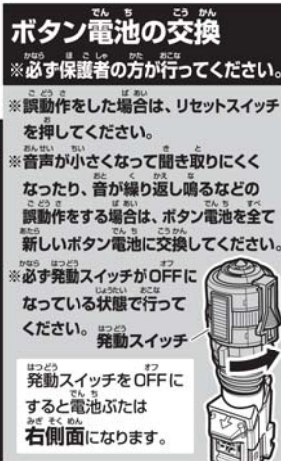 ボタン電池の交換
※必ず保護者の方が行ってください。
※誤動作をした場合は、リセットスイッチ
を押してください。
※音声が小さくなって聞き取りにくく
なったり、音が繰り返し鳴るなどの
誤動作をする場合は、ボタン電池を全て
新しいボタン電池に交換してください。
※必ず発動スイッチがOFFに
なっている状態で行って
ください。
発動スイッチ
発動スイッチをOFFに
すると電池ぶたは
右側面になります。